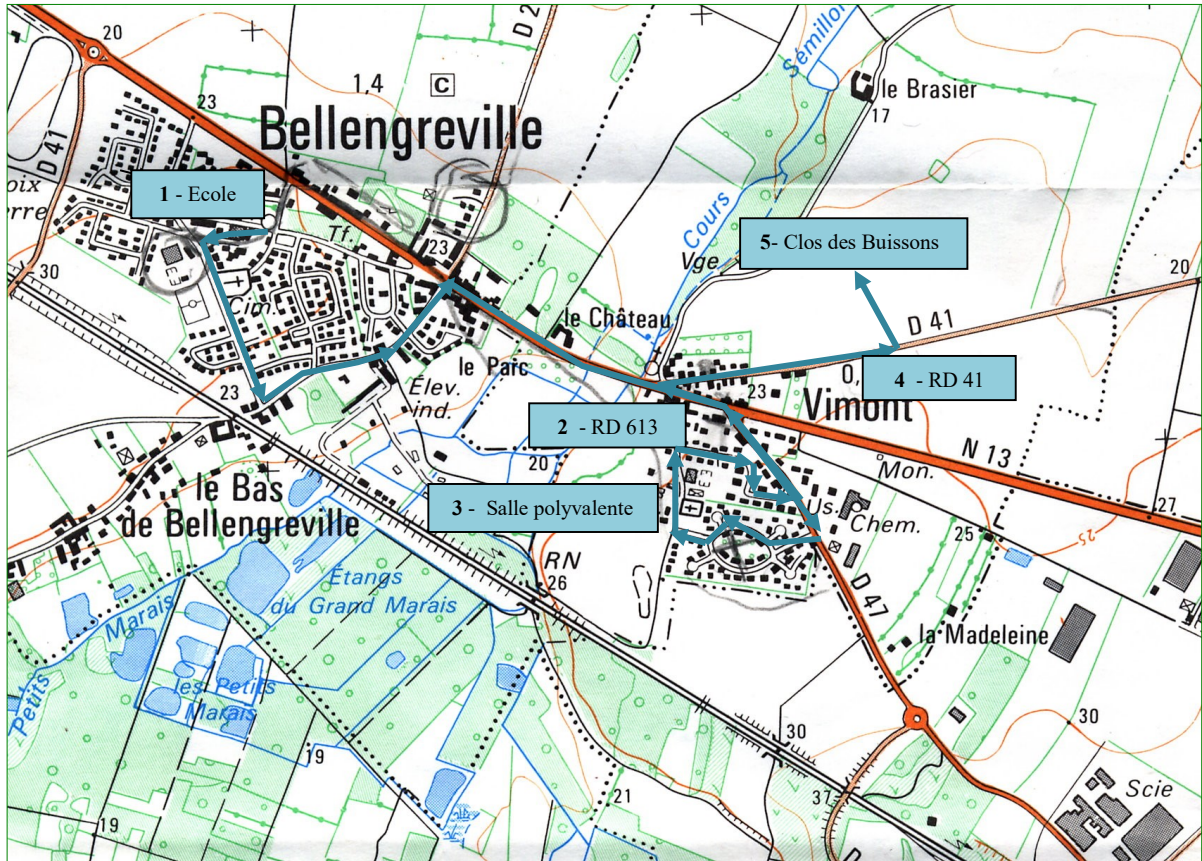 20
D 2
Sémillon
1,4
C
le Brasier
23
Bellengreville
17
D 41
oix
erre
1 - Ecole
Tf.
23
Cours
5- Clos des Buissons
Vge
20
30
Cim.
le Château
D 41
le Parc
4 - RD 41
0,
23
Vimont
23
Élev.
ind.
2 - RD 613
20
Mon.
N 13
le Bas
de Bellengreville
3 - Salle polyvalente
Us.
Chem.
27
25
25
RN
26
Étangs
du Grand Marais
D 47
Marais
la Madeleine
les Petits
Marais
Petits
30
19
30
37
Scie
21
19
D